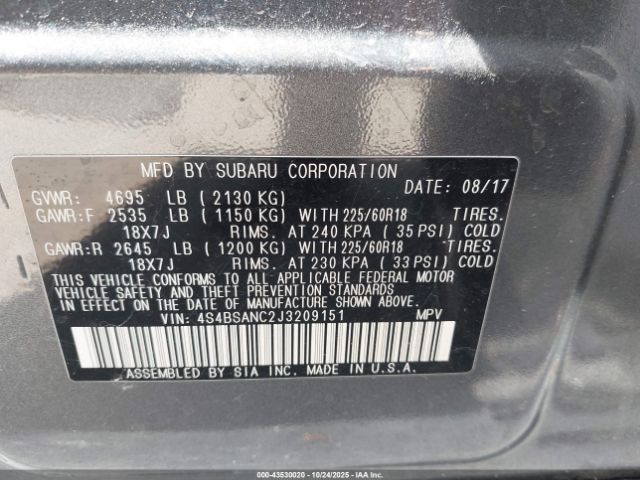 MFD BY SUBARU CORPORATION
DATE: 08/17
GVWR: 4695 LB ( 2130 KG)
GAWR:F 2535 LB ( 1150 KG) WITH 225/60R18 TIRES.
18X7J RIMS. AT 240 KPA ( 35 PSI) COLD
GAWR:R 2645 LB ( 1200 KG) WITH 225/60R18 TIRES.
18X7J RIMS. AT 230 KPA ( 33 PSI) COLD
THIS VEHICLE CONFORMS TO ALL APPLICABLE FEDERAL MOTOR
VEHICLE SAFETY AND THEFT PREVENTION STANDARDS
IN EFFECT ON THE DATE OF MANUFACTURE SHOWN ABOVE.
VIN: 4S4BSANC2J3209151 MPV
ASSEMBLED BY SIA INC. MADE IN U.S.A.
000-43530020 | 10/24/2025 | IAAI.com